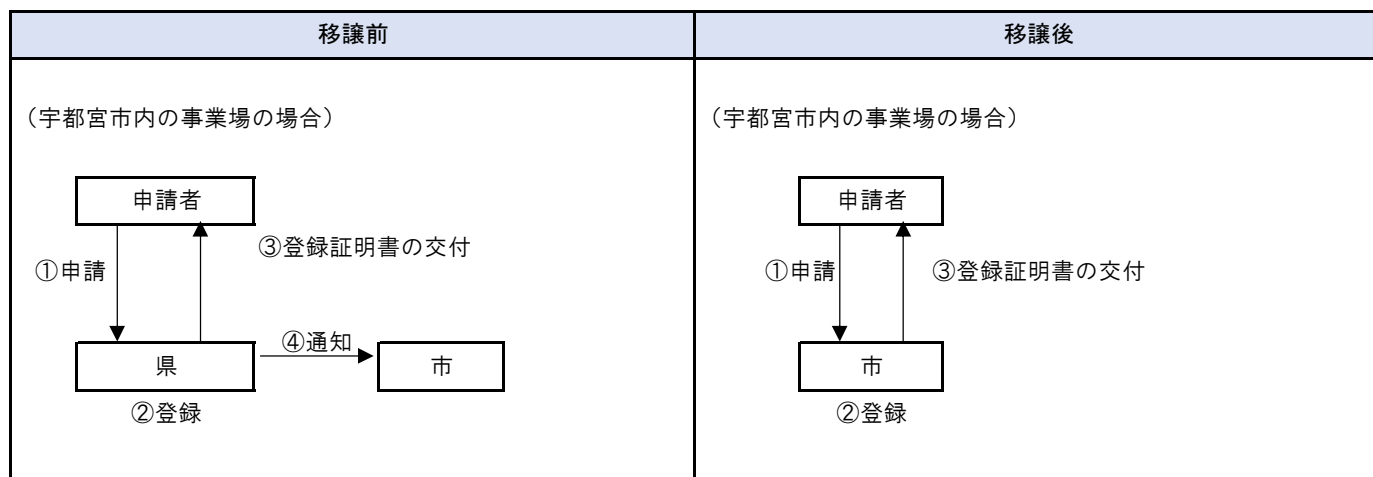 移譲前
移譲後
（宇都宮市内の事業場の場合）
申請者
①申請
③登録証明書の交付
県
④通知
市
②登録
（宇都宮市内の事業場の場合）
申請者
①申請
③登録証明書の交付
市
②登録